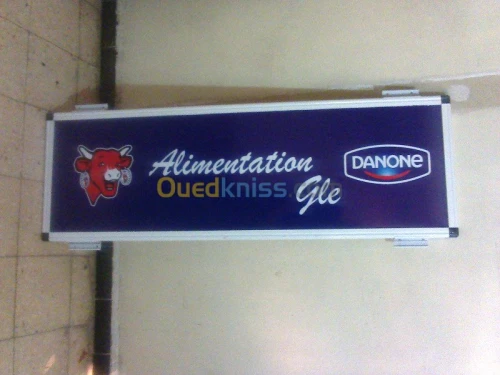 Alimentation
Gle
DANONE
Ouedkniss